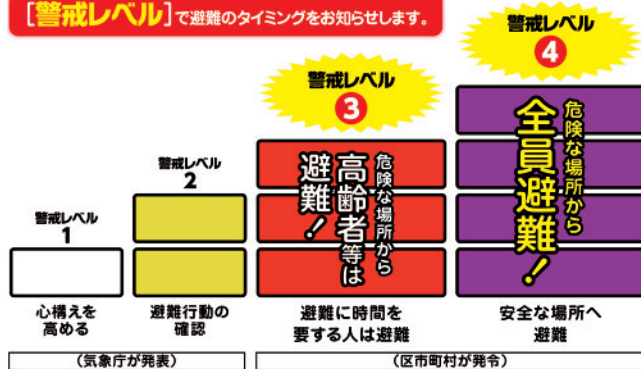 [警戒レベル]で避難のタイミングをお知らせします。
警戒レベル
1
心構えを
高める
警戒レベル
2
避難行動の
確認
警戒レベル
3
危険な場所から
高齢者等は
避難!
避難に時間を
要する人は避難
警戒レベル
4
危険な場所から
全員避難!
安全な場所へ
避難
(気象庁が発表)
(区市町村が発令)